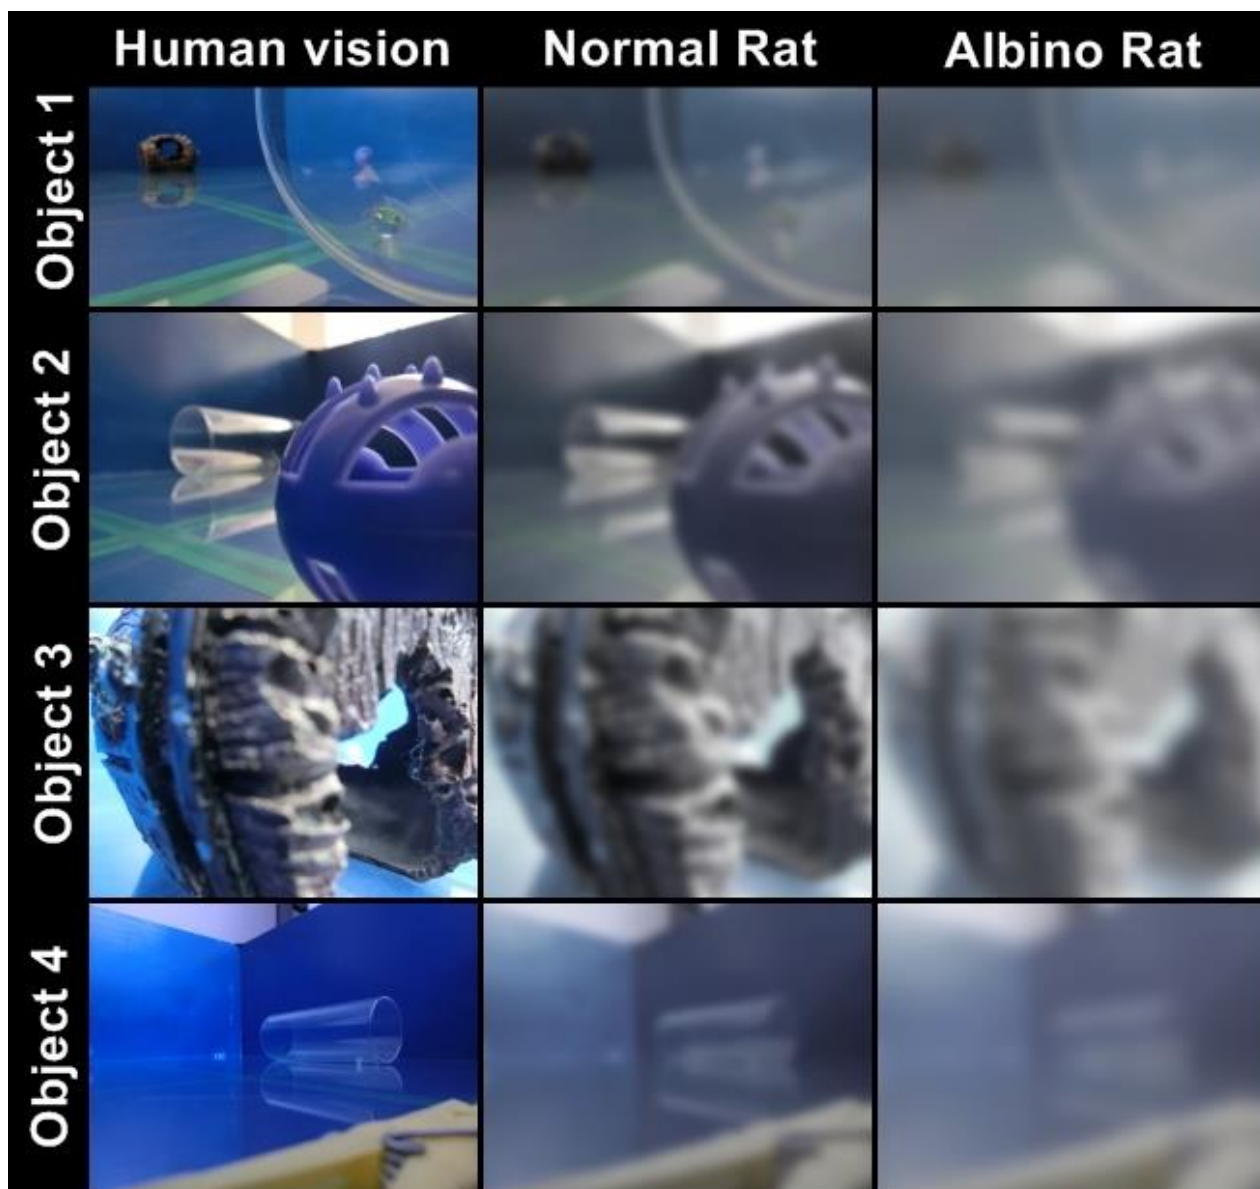 Human vision
Normal Rat
Albino Rat
Object 1
Object 2
Object 3
Object 4